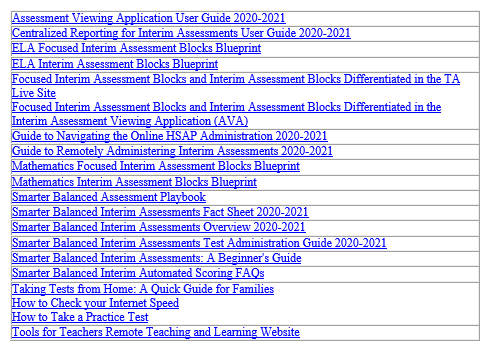 Assessment Viewing Application User Guide 2020-2021
Centralized Reporting for Interim Assessments User Guide 2020-2021
ELA Focused Interim Assessment Blocks Blueprint
ELA Interim Assessment Blocks Blueprint
Focused Interim Assessment Blocks and Interim Assessment Blocks Differentiated in the TA
Live Site
Focused Interim Assessment Blocks and Interim Assessment Blocks Differentiated in the
Interim Assessment Viewing Application (AVA)
Guide to Navigating the Online HSAP Administration 2020-2021
Guide to Remotely Administering Interim Assessments 2020-2021
Mathematics Focused Interim Assessment Blocks Blueprint
Mathematics Interim Assessment Blocks Blueprint
Smarter Balanced Assessment Playbook
Smarter Balanced Interim Assessments Fact Sheet 2020-2021
Smarter Balanced Interim Assessments Overview 2020-2021
Smarter Balanced Interim Assessments Test Administration Guide 2020-2021
Smarter Balanced Interim Assessments: A Beginner's Guide
Smarter Balanced Interim Automated Scoring FAQs
Taking Tests from Home: A Quick Guide for Families
How to Check your Internet Speed
How to Take a Practice Test
Tools for Teachers Remote Teaching and Learning Website